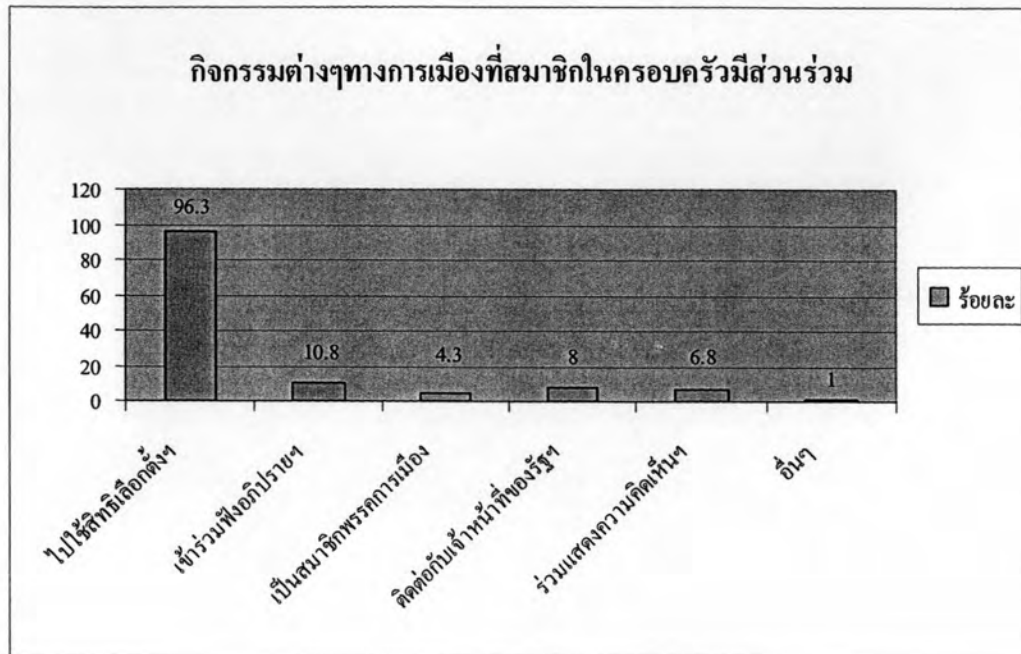 กิจกรรมต่างๆทางการเมืองที่สมาชิกในครอบครัวมีส่วนร่วม
120
100
80
60
40
20
0
96.3
10.8
4.3
8
6.8
1
ร้อยละ
ไปใช้สิทธิเลือกตั้งฯ
เข้าร่วมฟังอภิปรายฯ
เป็นสมาชิกพรรคการเมือง
ติดต่อกับเจ้าหน้าที่ของรัฐฯ
ร่วมแสดงความคิดเห็นฯ
อื่นๆ